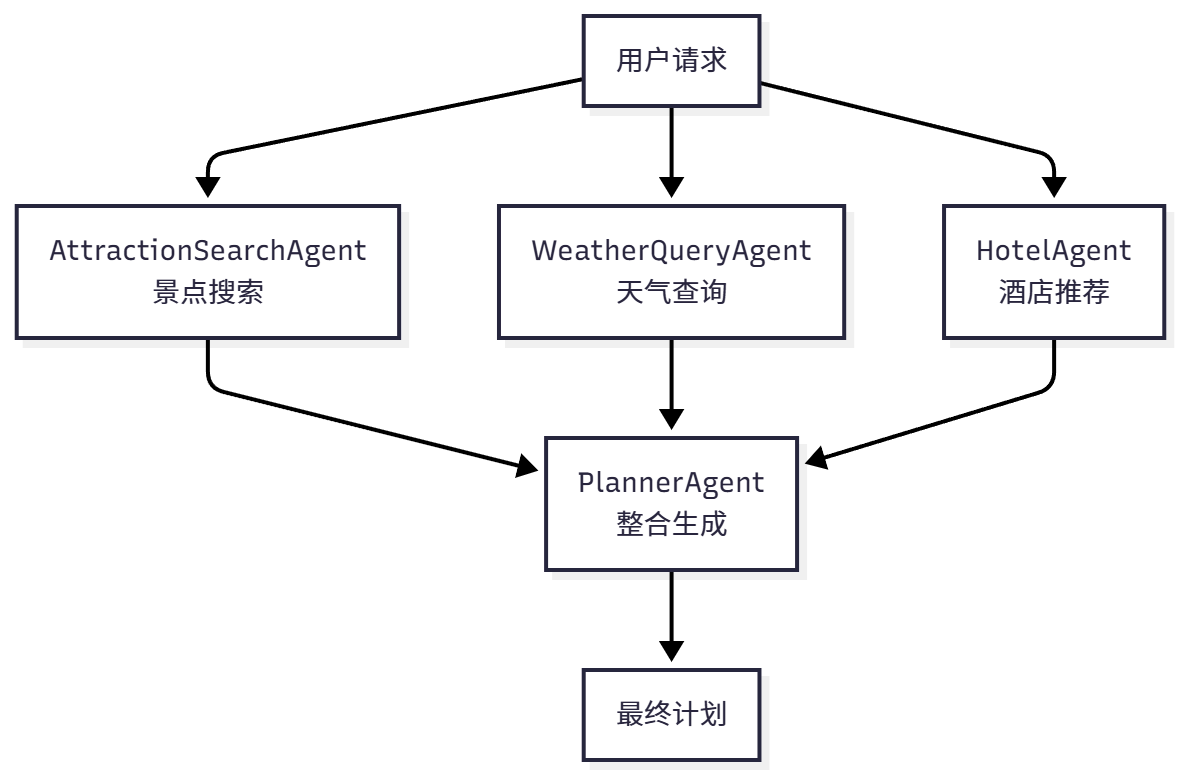 用户请求
AttractionSearchAgent
景点搜索
WeatherQueryAgent
天气查询
HotelAgent
酒店推荐
PlannerAgent
整合生成
最终计划